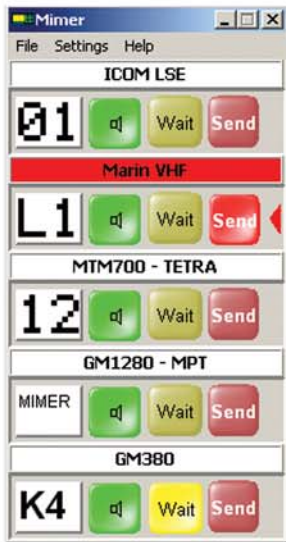 Mimer
File Settings Help
ICOM LSE
01 Wait Send
Marin VHF
L1 Wait Send
MTM700 - TETRA
12 Wait Send
GM1280 - MPT
MIMER Wait Send
GM380
K4 Wait Send